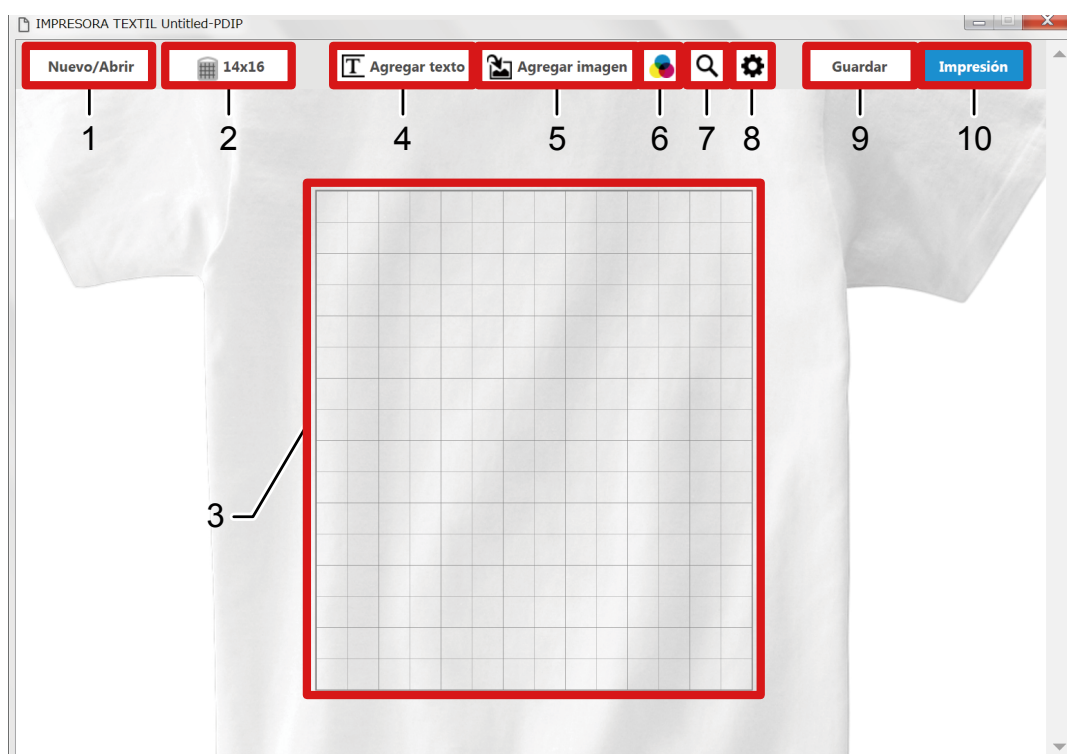 IMPRESORA TEXTIL Untitled-PDIP
Nuevo/Abrir 14x16 T Agregar texto Agregar imagen Guardar Impresión
1 2 4 5 6 7 8 9 10
3